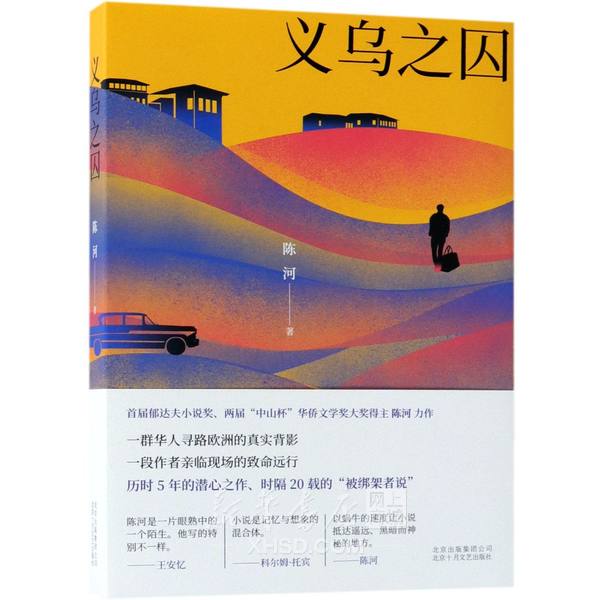 义乌之囚
义乌之囚
陈河
著
陈河
著
首届郁达夫小说奖、两届“中山杯”华侨文学奖大奖得主 陈河 力作
一群华人寻路欧洲的真实背影
一段作者亲临现场的致命远行
历时5年的潜心之作、时隔20载的“被绑架者说”
陈河是一片眼熟中的
一个陌生。他写的特
别不一样。
——王安忆
小说是记忆与想象的
混合体。
——科尔姆·托宾
以蜗牛的速度让小说
抵达遥远、黑暗而神
秘的地方。
——陈河
北京出版集团公司
北京十月文艺出版社
XHSD.COM